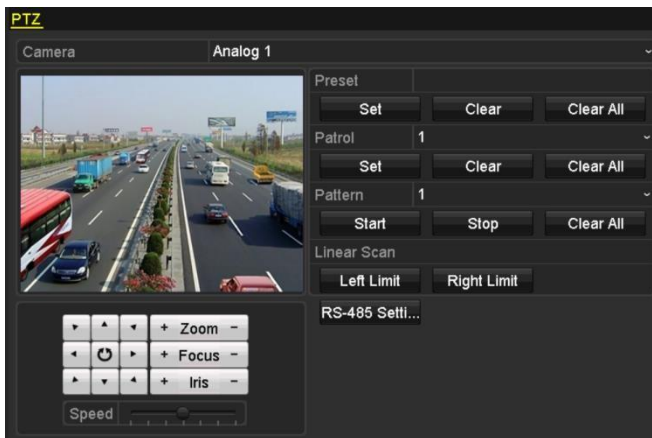 PTZ
Camera Analog 1
Preset
Set Clear Clear All
Patrol 1
Set Clear Clear All
Pattern 1
Start Stop Clear All
Linear Scan
Left Limit Right Limit
RS-485 Setti...
+ Zoom -
+ Focus -
+ Iris -
Speed